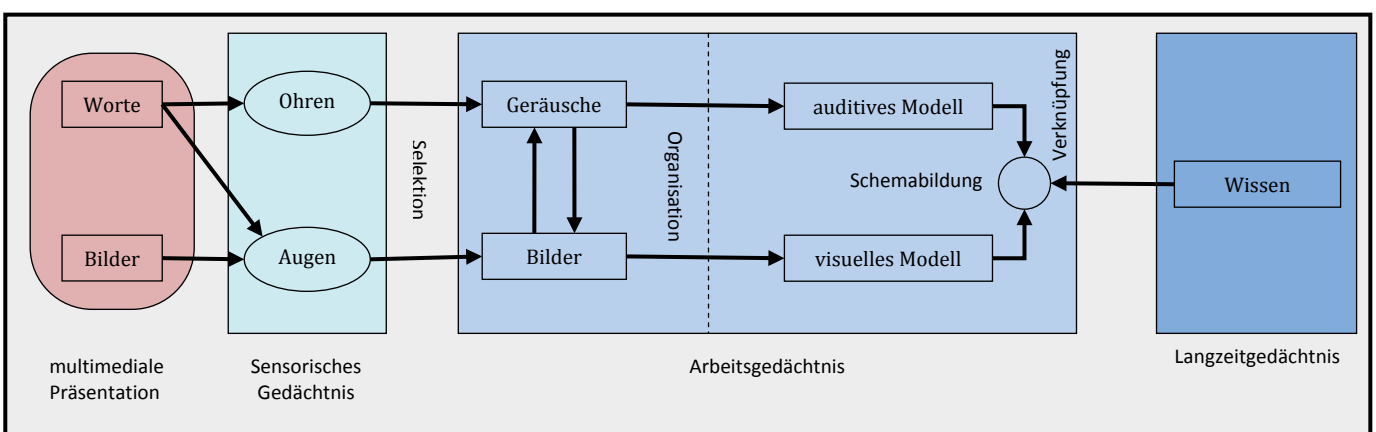 Worte
Ohren
Geräusche
auditives Modell
Verknüpfung
Selektion
Organisation
Schemabildung
Wissen
Bilder
Augen
Bilder
visuelles Modell
multimediale
Präsentation
Sensorisches
Gedächtnis
Arbeitsgedächtnis
Langzeitgedächtnis